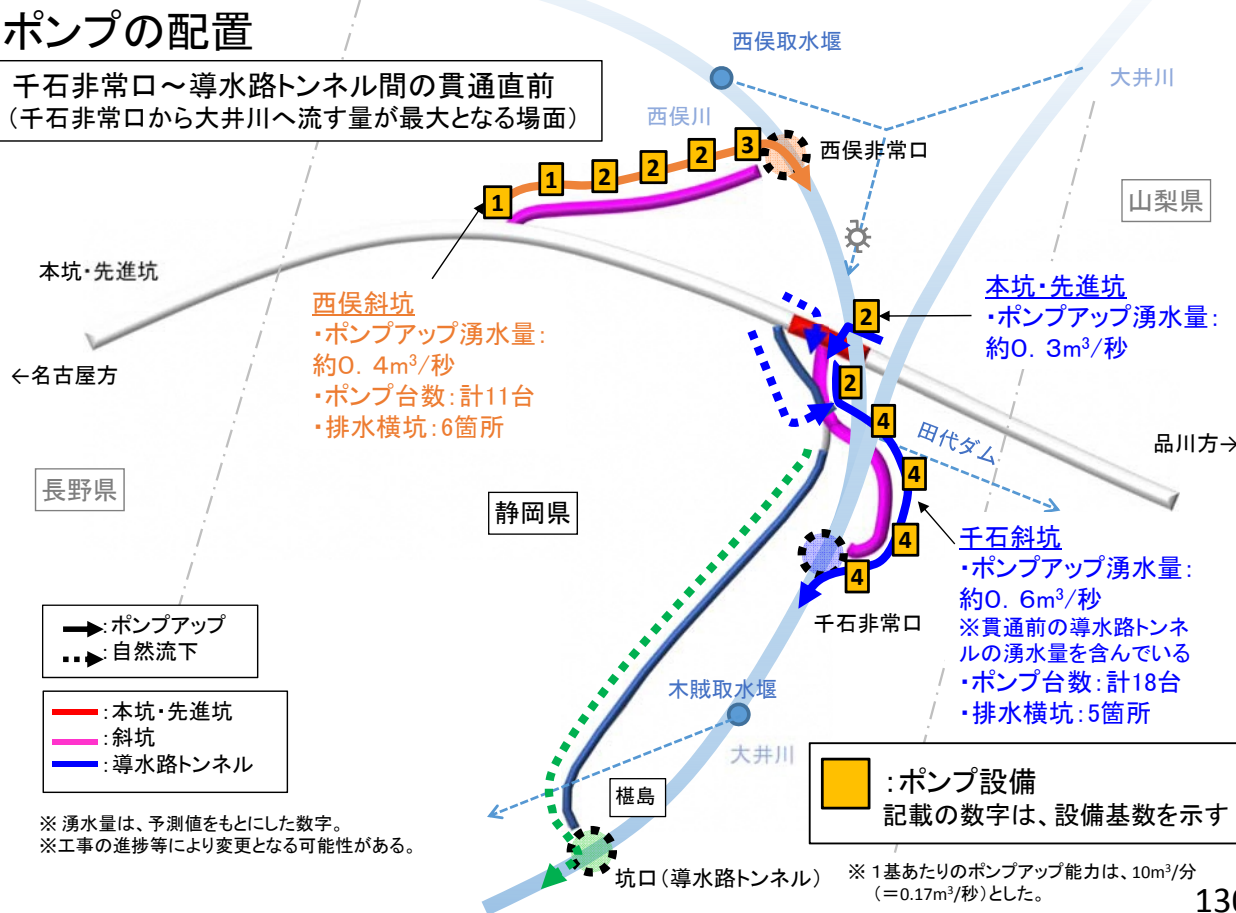 ポンプの配置
千石非常口～導水路トンネル間の貫通直前
(千石非常口から大井川へ流す量が最大となる場面)
西俣取水堰
大井川
西俣川
西俣非常口
山梨県
3
2
2
2
1
1
本坑・先進坑
←名古屋方
西俣斜坑
・ポンプアップ湧水量:
約0. 4m³/秒
・ポンプ台数:計11台
・排水横坑:6箇所
本坑・先進坑
・ポンプアップ湧水量:
約0. 3m³/秒
2
2
4
4
4
4
田代ダム
品川方→
長野県
静岡県
千石斜坑
・ポンプアップ湧水量:
約0. 6m³/秒
※貫通前の導水路トンネ
ルの湧水量を含んでいる
・ポンプ台数:計18台
・排水横坑:5箇所
千石非常口
:ポンプアップ
:自然流下
:本坑・先進坑
:斜坑
:導水路トンネル
木賊取水堰
大井川
椹島
坑口(導水路トンネル)
:ポンプ設備
記載の数字は、設備基数を示す
※ 湧水量は、予測値をもとにした数字。
※工事の進捗等により変更となる可能性がある。
※ 1基あたりのポンプアップ能力は、10m³/分
(=0.17m³/秒)とした。